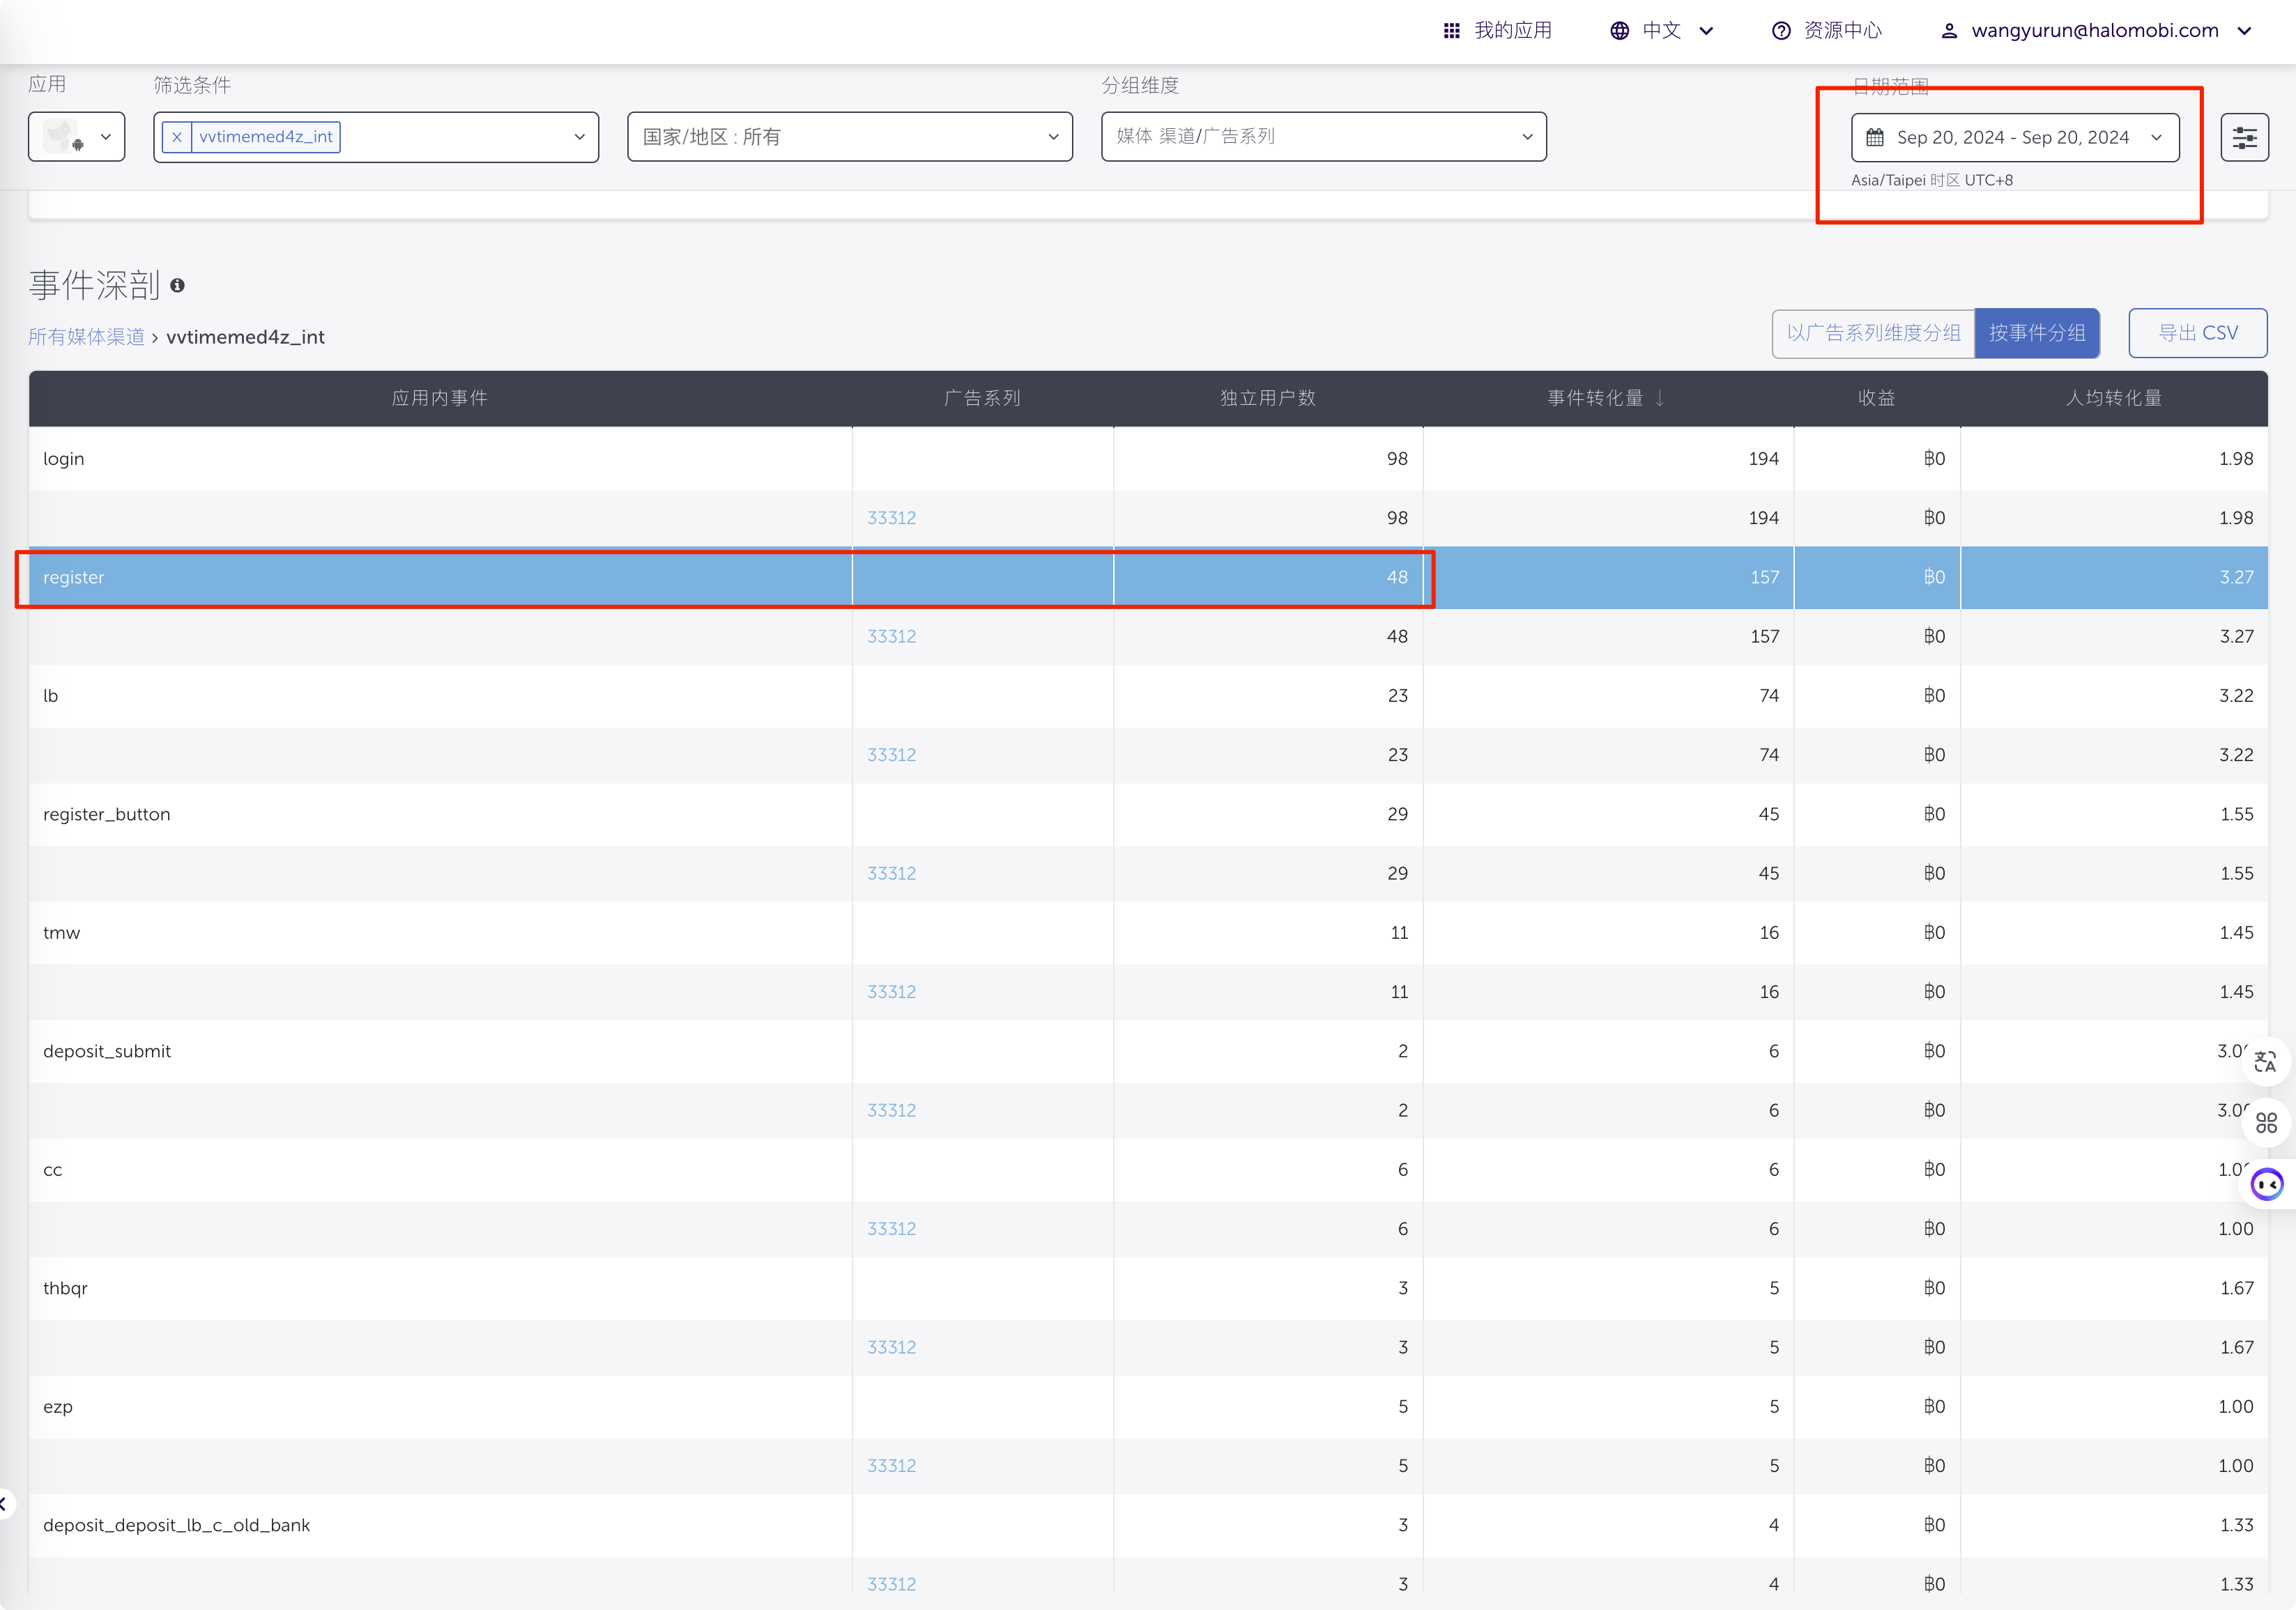 我的应用 中文 资源中心 wangyurun@halomobi.com
应用 筛选条件 分组维度 日期范围
vvtimemed4z_int 国家/地区 : 所有 媒体 渠道/广告系列 Sep 20, 2024 - Sep 20, 2024
Asia/Taipei 时区 UTC+8
事件深剖
所有媒体渠道 > vvtimemed4z_int 以广告系列维度分组 按事件分组 导出 CSV
应用内事件 广告系列 独立用户数 事件转化量 ↓ 收益 人均转化量
login 98 194 ฿0 1.98
33312 98 194 ฿0 1.98
register 48 157 ฿0 3.27
33312 48 157 ฿0 3.27
lb 23 74 ฿0 3.22
33312 23 74 ฿0 3.22
register_button 29 45 ฿0 1.55
33312 29 45 ฿0 1.55
tmw 11 16 ฿0 1.45
33312 11 16 ฿0 1.45
deposit_submit 2 6 ฿0
33312 2 6 ฿0
cc 6 6 ฿0
33312 6 6 ฿0 1.00
thbqr 3 5 ฿0 1.67
33312 3 5 ฿0 1.67
ezp 5 5 ฿0 1.00
33312 5 5 ฿0 1.00
deposit_deposit_lb_c_old_bank 3 4 ฿0 1.33
33312 3 4 ฿0 1.33